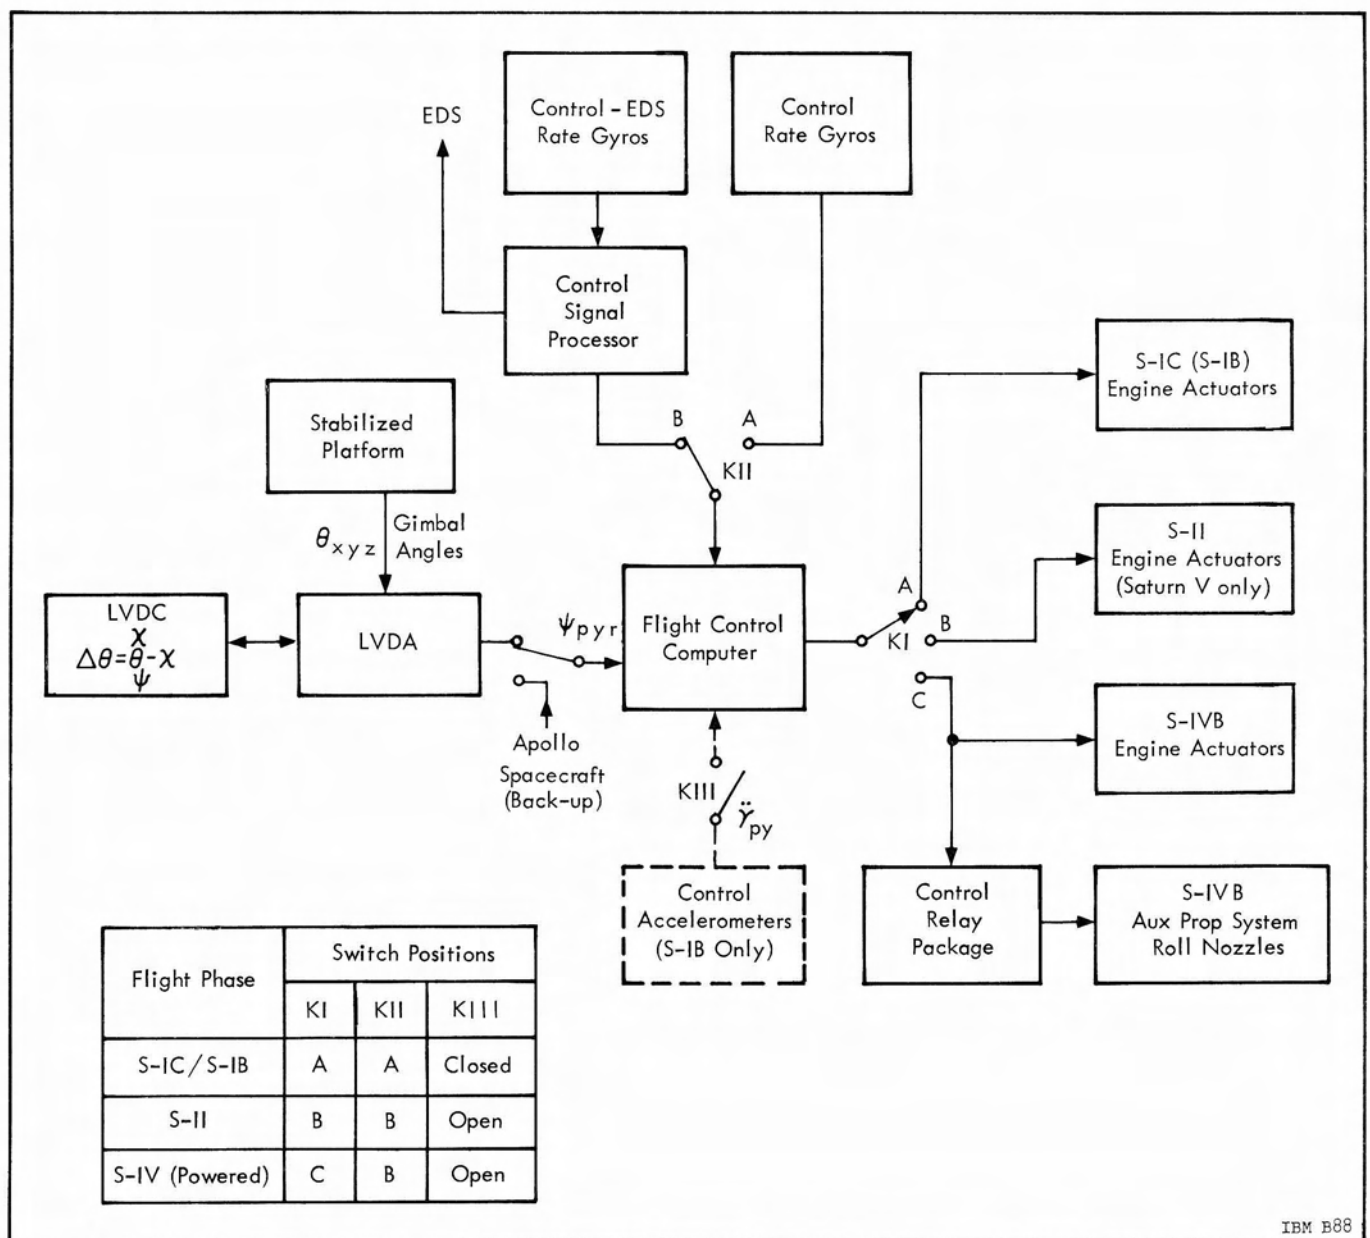 EDS
Control - EDS
Rate Gyros
Control
Rate Gyros
Control
Signal
Processor
S-IC (S-IB)
Engine Actuators
Stabilized
Platform
B
A
KII
θxyz
Gimbal
Angles
S-II
Engine Actuators
(Saturn V only)
LVDC
χ
Δθ=θ-χ
ψ
LVDA
ψpyr
Flight Control
Computer
A
B
KI
C
Apollo
Spacecraft
(Back-up)
S-IVB
Engine Actuators
KIII
γ̈py
Control
Accelerometers
(S-IB Only)
Control
Relay
Package
S-IVB
Aux Prop System
Roll Nozzles
Flight Phase
Switch Positions
KI KII KIII
S-IC/S-IB A A Closed
S-II B B Open
S-IV (Powered) C B Open
IBM B88